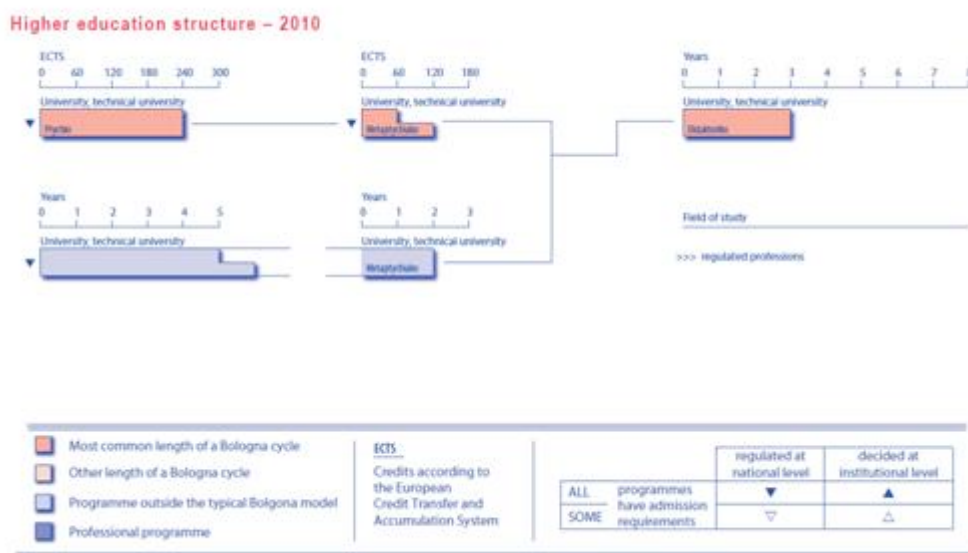 Higher education structure – 2010
ECTS
0 60 120 180 240 300
University, technical university
Ptychio
ECTS
0 60 120 180
University, technical university
Metaptychiako
Years
0 1 2 3 4 5 6 7 8
University, technical university
Years
0 1 2 3 4 5
University, technical university
Years
0 1 2 3
University, technical university
Metaptychiako
Field of study
>>> regulated professions
Most common length of a Bologna cycle
Other length of a Bologna cycle
Programme outside the typical Bolgona model
Professional programme
ECTS
Credits according to
the European
Credit Transfer and
Accumulation System
regulated at
national level
decided at
institutional level
ALL
SOME
programmes
have admission
requirements